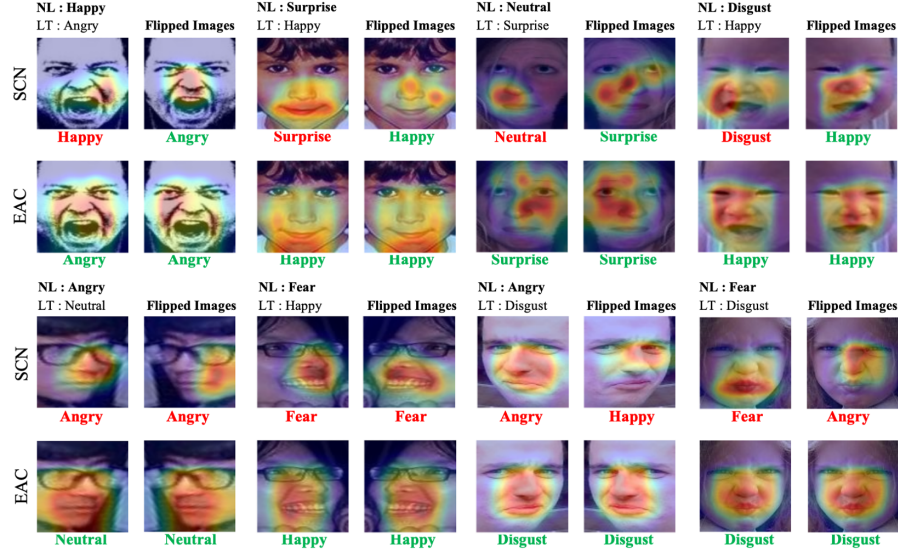 NL : Happy
LT : Angry Flipped Images
NL : Surprise
LT : Happy Flipped Images
NL : Neutral
LT : Surprise Flipped Images
NL : Disgust
LT : Happy Flipped Images
SCN
Happy Angry Surprise Happy Neutral Surprise Disgust Happy
EAC
Angry Angry Happy Happy Surprise Surprise Happy Happy
NL : Angry
LT : Neutral Flipped Images
NL : Fear
LT : Happy Flipped Images
NL : Angry
LT : Disgust Flipped Images
NL : Fear
LT : Disgust Flipped Images
SCN
Angry Angry Fear Fear Angry Happy Fear Angry
EAC
Neutral Neutral Happy Happy Disgust Disgust Disgust Disgust